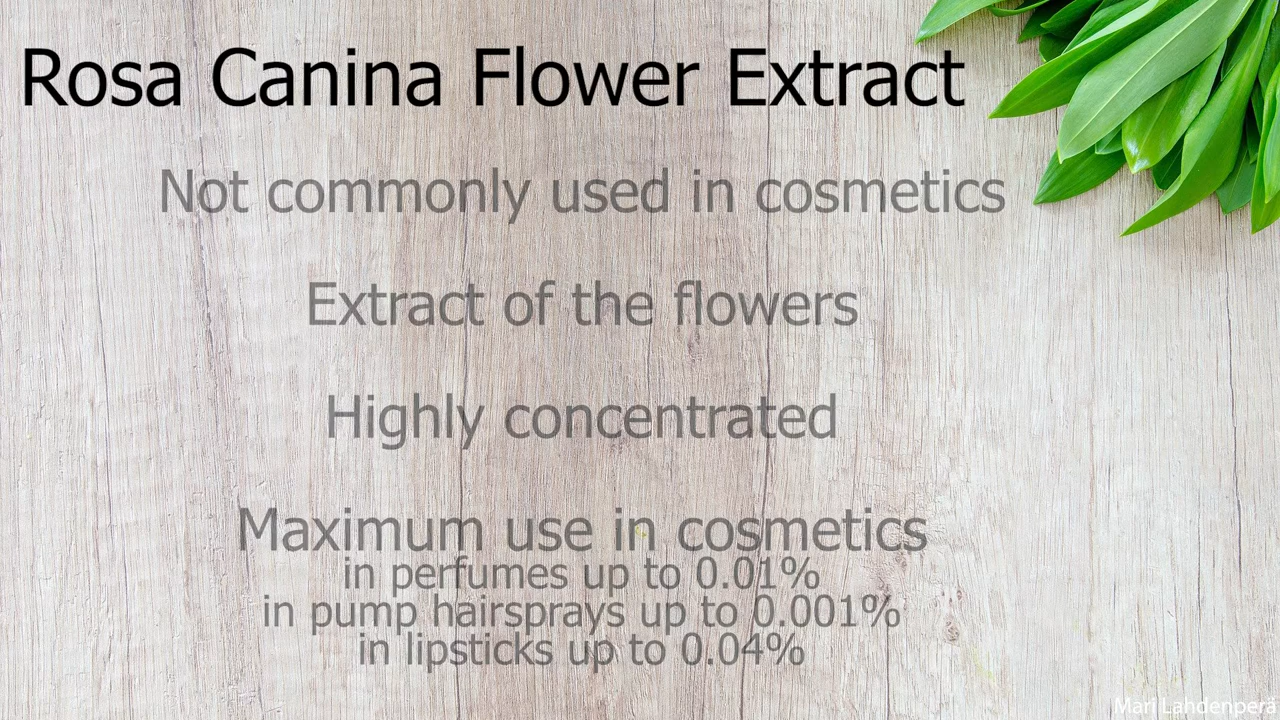 Rosa Canina Flower Extract
Not commonly used in cosmetics
Extract of the flowers
Highly concentrated
Maximum use in cosmetics
in perfumes up to 0.01%
in pump hairsprays up to 0.001%
in lipsticks up to 0.04%
Mari Lahdenperä